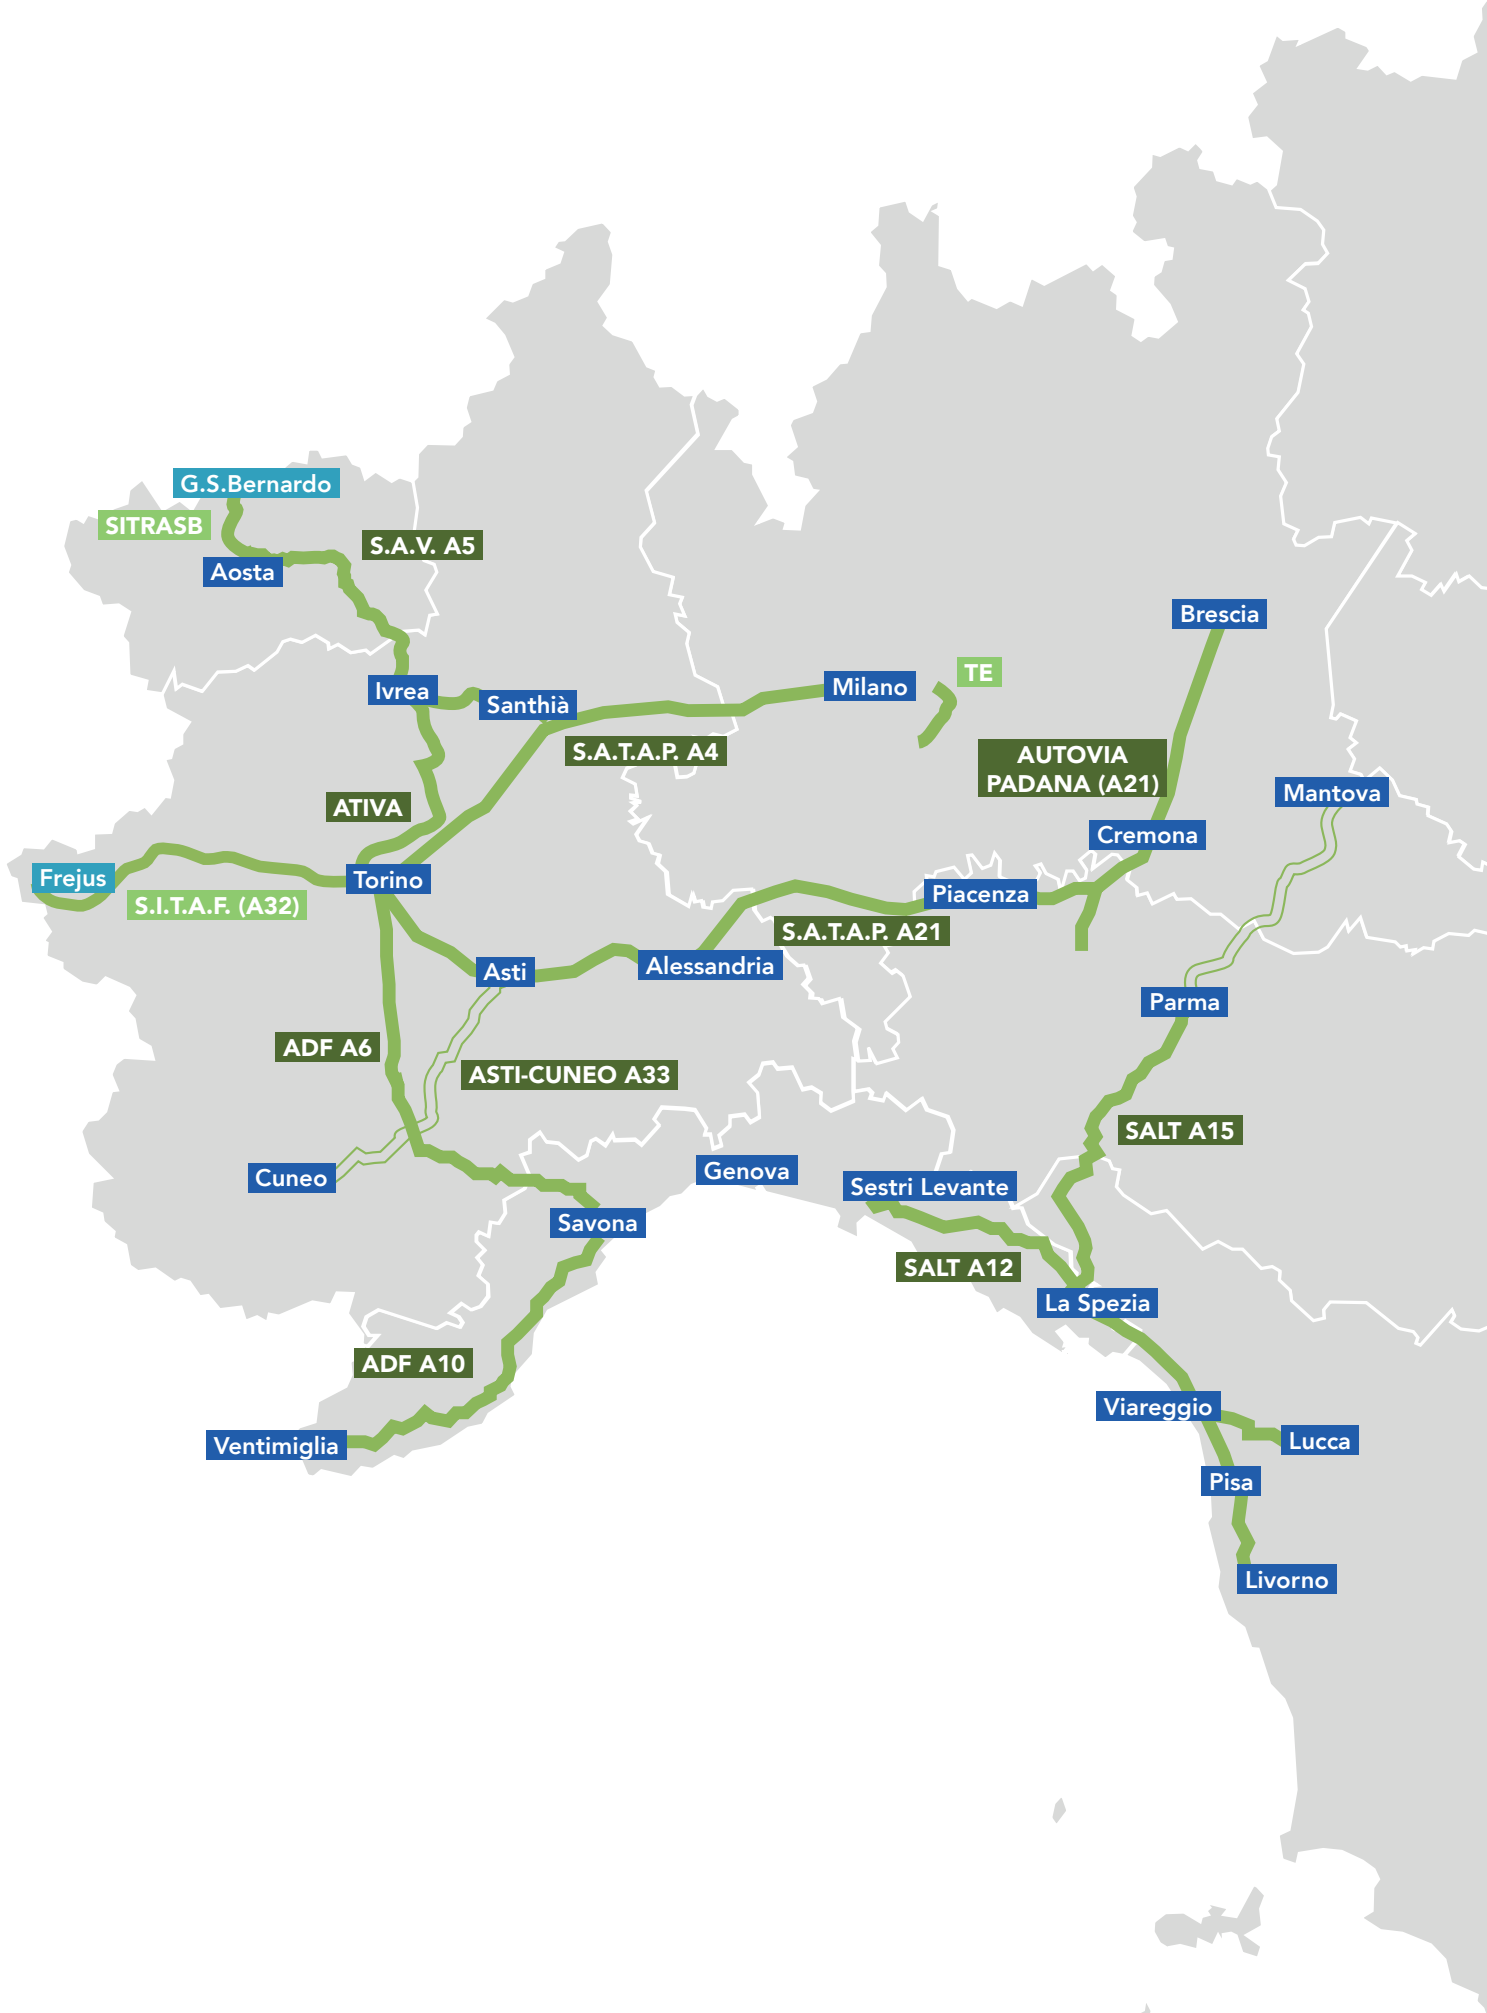 G.S.Bernardo
SITRASB
S.A.V. A5
Aosta
Brescia
TE
Milano
Ivrea
Santhià
S.A.T.A.P. A4
AUTOVIA
PADANA (A21)
Mantova
ATIVA
Cremona
Frejus
Torino
Piacenza
S.I.T.A.F. (A32)
S.A.T.A.P. A21
Alessandria
Asti
Parma
ADF A6
ASTI-CUNEO A33
SALT A15
Genova
Cuneo
Sestri Levante
Savona
SALT A12
La Spezia
ADF A10
Viareggio
Lucca
Ventimiglia
Pisa
Livorno